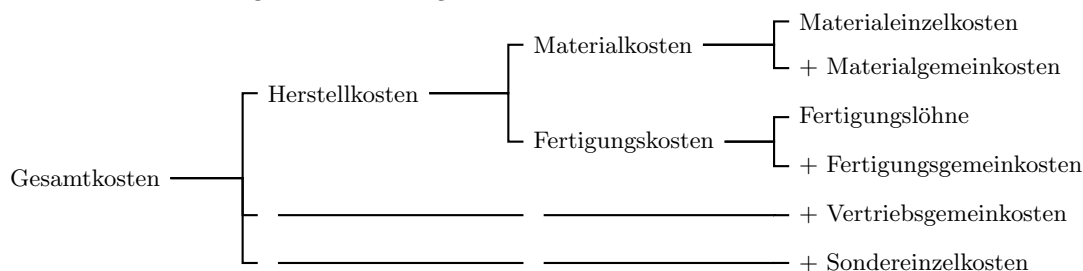 Materialeinzelkosten
Materialkosten
+ Materialgemeinkosten
Herstellkosten
Fertigungslöhne
Fertigungskosten
+ Fertigungsgemeinkosten
Gesamtkosten
+ Vertriebsgemeinkosten
+ Sondereinzelkosten